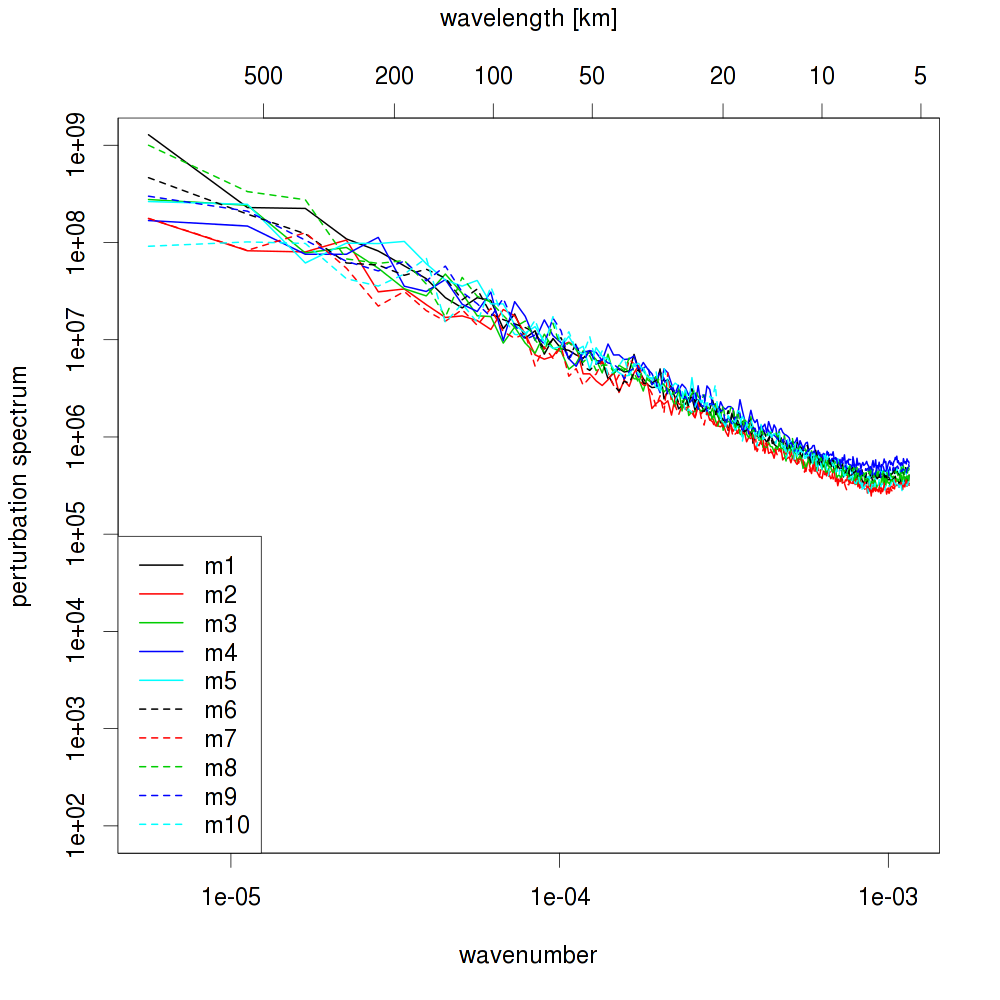 wavelength [km]
500 200 100 50 20 10 5
1e+09
1e+08
1e+07
1e+06
1e+05
1e+04
1e+03
1e+02
perturbation spectrum
m1
m2
m3
m4
m5
m6
m7
m8
m9
m10
1e-05 1e-04 1e-03
wavenumber